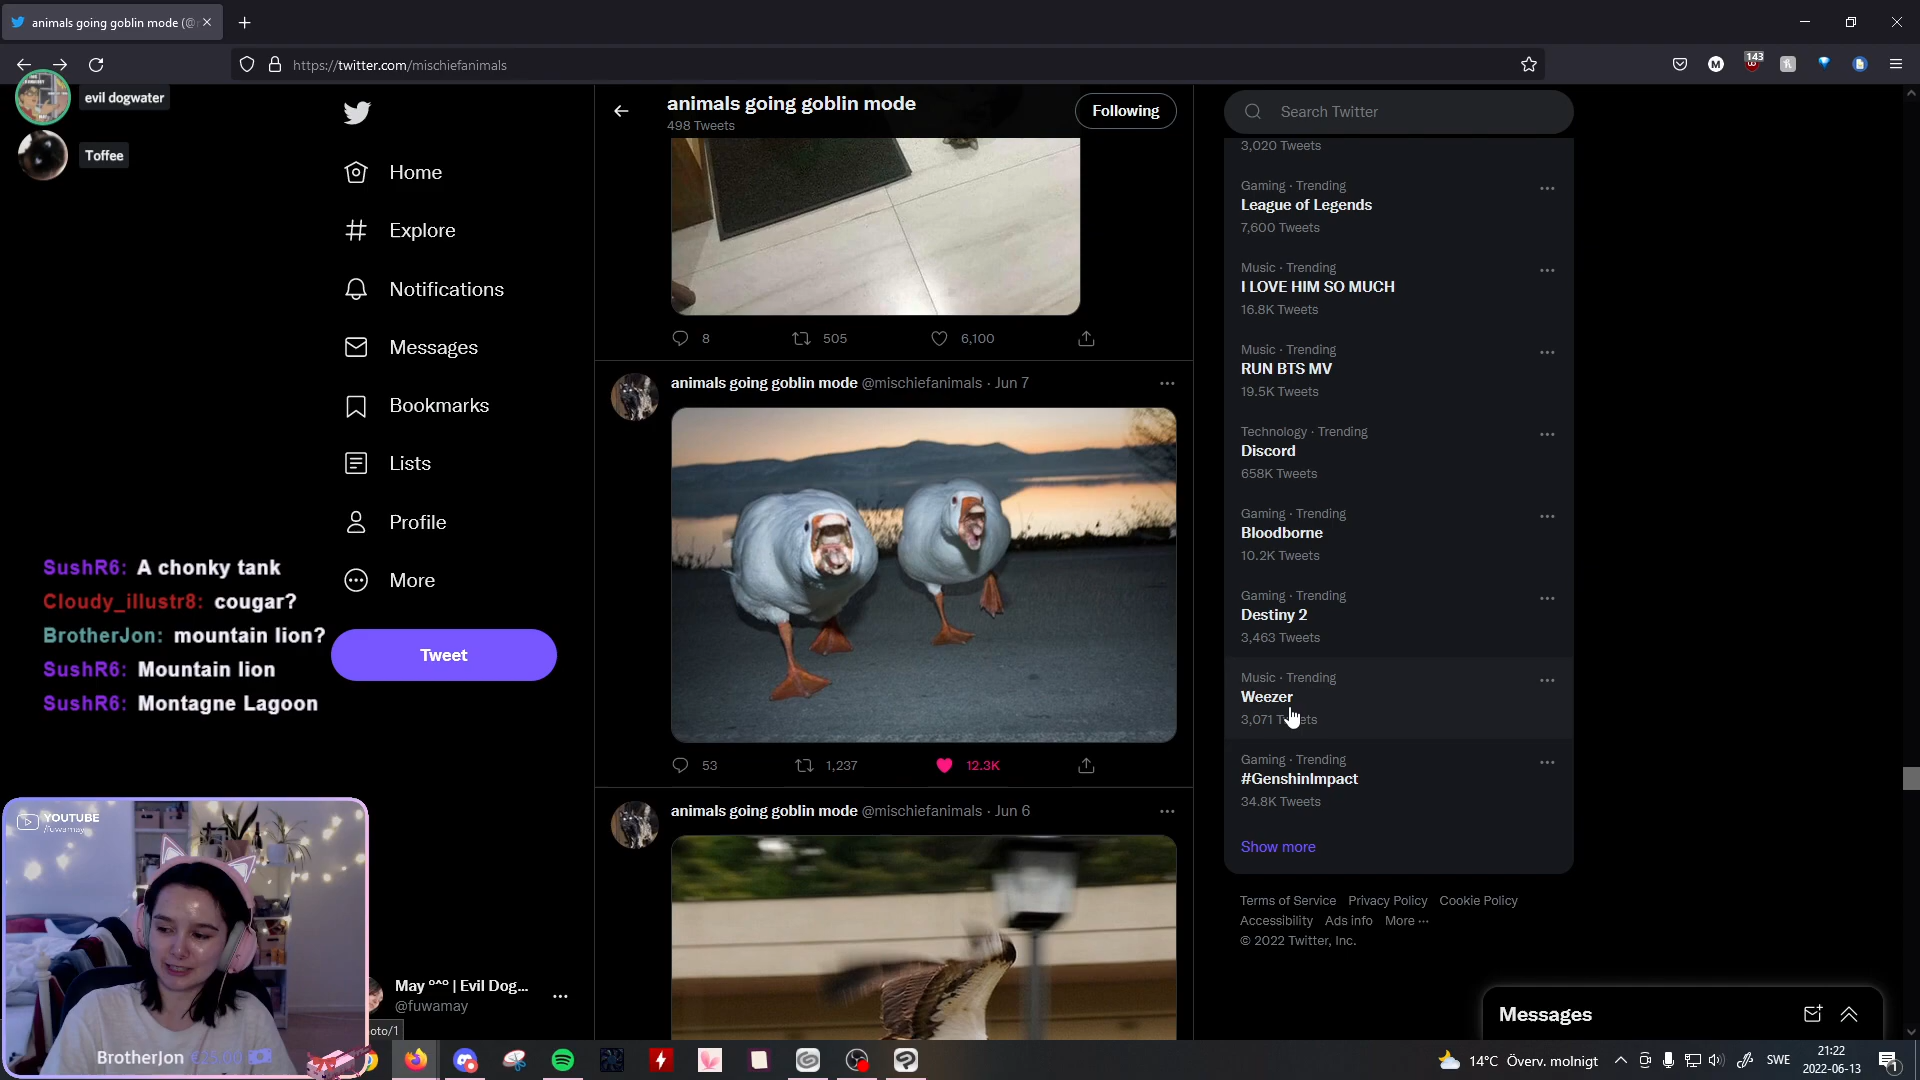 animals going goblin mode (@
https://twitter.com/mischiefanimals
143
evil dogwater
Toffee
Home
Explore
Notifications
Messages
Bookmarks
Lists
Profile
More
Tweet
SushR6: A chonky tank
Cloudy_illustr8: cougar?
BrotherJon: mountain lion?
SushR6: Mountain lion
SushR6: Montagne Lagoon
YOUTUBE
/fuwamay
BrotherJon
May °^° | Evil Dog...
@fuwamay
oto/1
animals going goblin mode
498 Tweets
Following
8 505 6,100
animals going goblin mode @mischiefanimals · Jun 7
53 1,237 12.3K
animals going goblin mode @mischiefanimals · Jun 6
Search Twitter
3,020 Tweets
Gaming · Trending
League of Legends
7,600 Tweets
Music · Trending
I LOVE HIM SO MUCH
16.8K Tweets
Music · Trending
RUN BTS MV
19.5K Tweets
Technology · Trending
Discord
658K Tweets
Gaming · Trending
Bloodborne
10.2K Tweets
Gaming · Trending
Destiny 2
3,463 Tweets
Music · Trending
Weezer
3,071 Tweets
Gaming · Trending
#GenshinImpact
34.8K Tweets
Show more
Terms of Service Privacy Policy Cookie Policy
Accessibility Ads info More ···
© 2022 Twitter, Inc.
Messages
14°C Överv. molnigt
SWE
21:22
2022-06-13
1